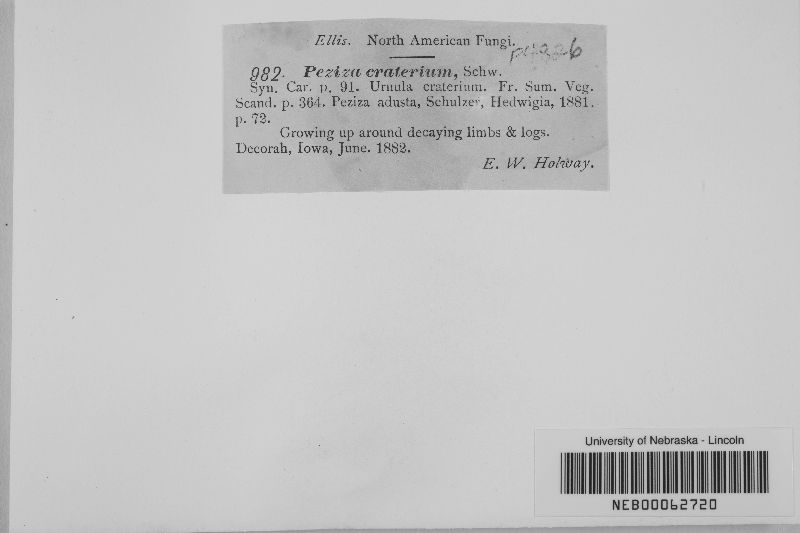 Ellis. North American Fungi.
982. Peziza craterium, Schw.
Syn. Car. p. 91. Urnula craterium. Fr. Sum. Veg.
Scand. p. 364. Peziza adusta, Schulzer, Hedwigia, 1881.
p. 72.
Growing up around decaying limbs & logs.
Decorah, Iowa, June. 1882.
E. W. Holway.
University of Nebraska - Lincoln
NEB00062720